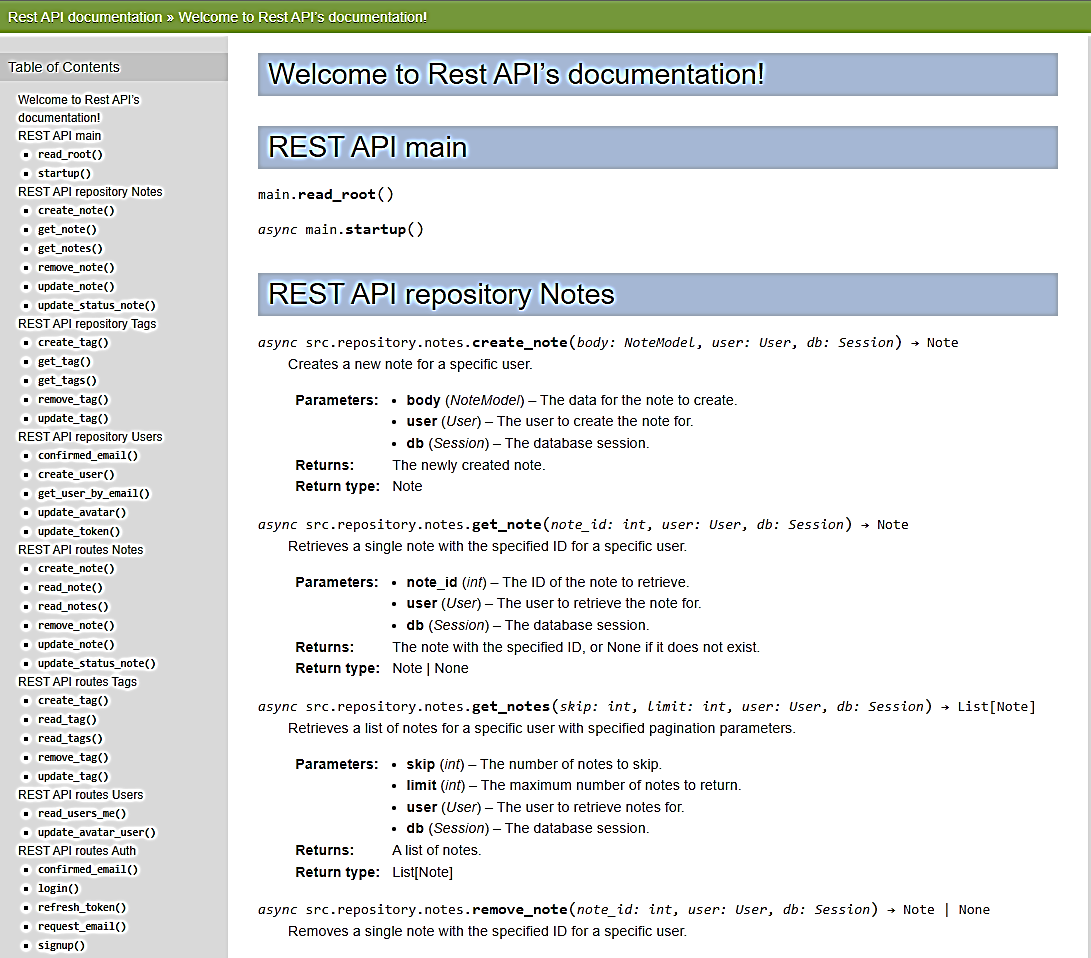 Rest API documentation » Welcome to Rest API's documentation!
Table of Contents
Welcome to Rest API's
documentation!
REST API main
read_root()
startup()
REST API repository Notes
create_note()
get_note()
get_notes()
remove_note()
update_note()
update_status_note()
REST API repository Tags
create_tag()
get_tag()
get_tags()
remove_tag()
update_tag()
REST API repository Users
confirmed_email()
create_user()
get_user_by_email()
update_avatar()
update_token()
REST API routes Notes
create_note()
read_note()
read_notes()
remove_note()
update_note()
update_status_note()
REST API routes Tags
create_tag()
read_tag()
read_tags()
remove_tag()
update_tag()
REST API routes Users
read_users_me()
update_avatar_user()
REST API routes Auth
confirmed_email()
login()
refresh_token()
request_email()
signup()
Welcome to Rest API's documentation!
REST API main
main.read_root()
async main.startup()
REST API repository Notes
async src.repository.notes.create_note(body: NoteModel, user: User, db: Session) → Note
Creates a new note for a specific user.
Parameters: • body (NoteModel) – The data for the note to create.
• user (User) – The user to create the note for.
• db (Session) – The database session.
Returns: The newly created note.
Return type: Note
async src.repository.notes.get_note(note_id: int, user: User, db: Session) → Note
Retrieves a single note with the specified ID for a specific user.
Parameters: • note_id (int) – The ID of the note to retrieve.
• user (User) – The user to retrieve the note for.
• db (Session) – The database session.
Returns: The note with the specified ID, or None if it does not exist.
Return type: Note | None
async src.repository.notes.get_notes(skip: int, limit: int, user: User, db: Session) → List[Note]
Retrieves a list of notes for a specific user with specified pagination parameters.
Parameters: • skip (int) – The number of notes to skip.
• limit (int) – The maximum number of notes to return.
• user (User) – The user to retrieve notes for.
• db (Session) – The database session.
Returns: A list of notes.
Return type: List[Note]
async src.repository.notes.remove_note(note_id: int, user: User, db: Session) → Note | None
Removes a single note with the specified ID for a specific user.